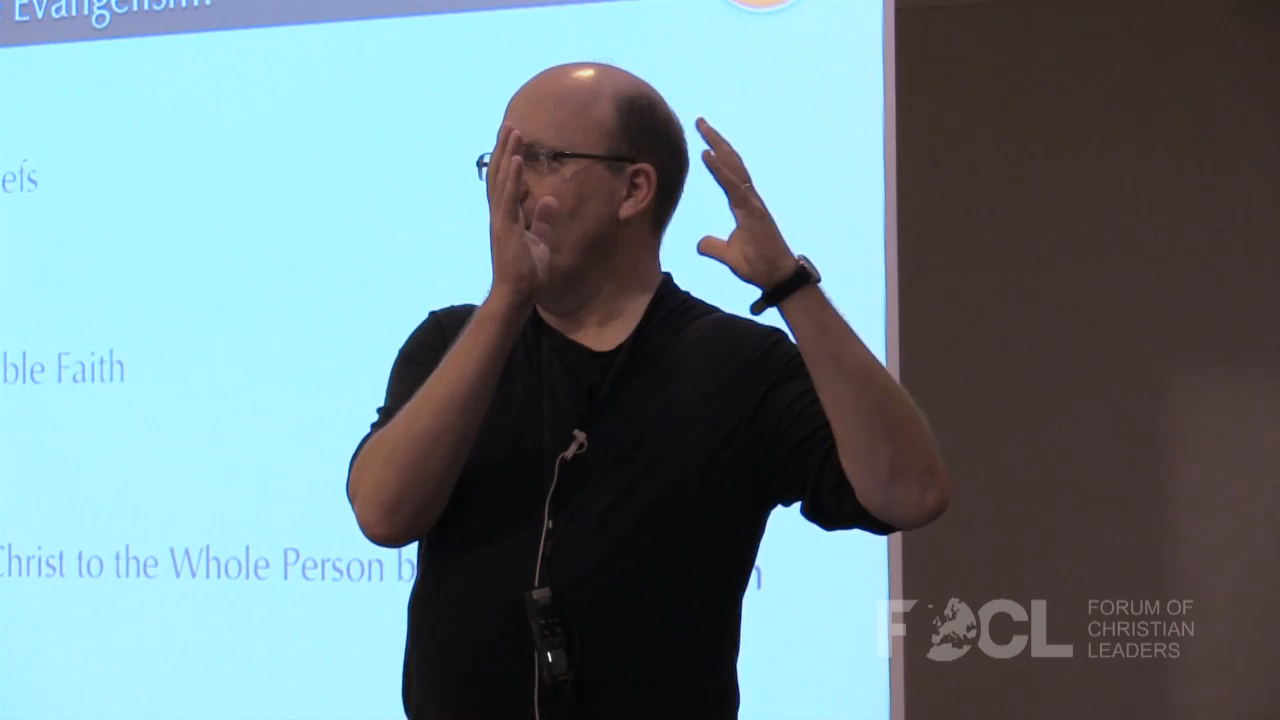 Evangelism?
efs
ble Faith
Christ to the Whole Person b
FOCL
FORUM OF
CHRISTIAN
LEADERS